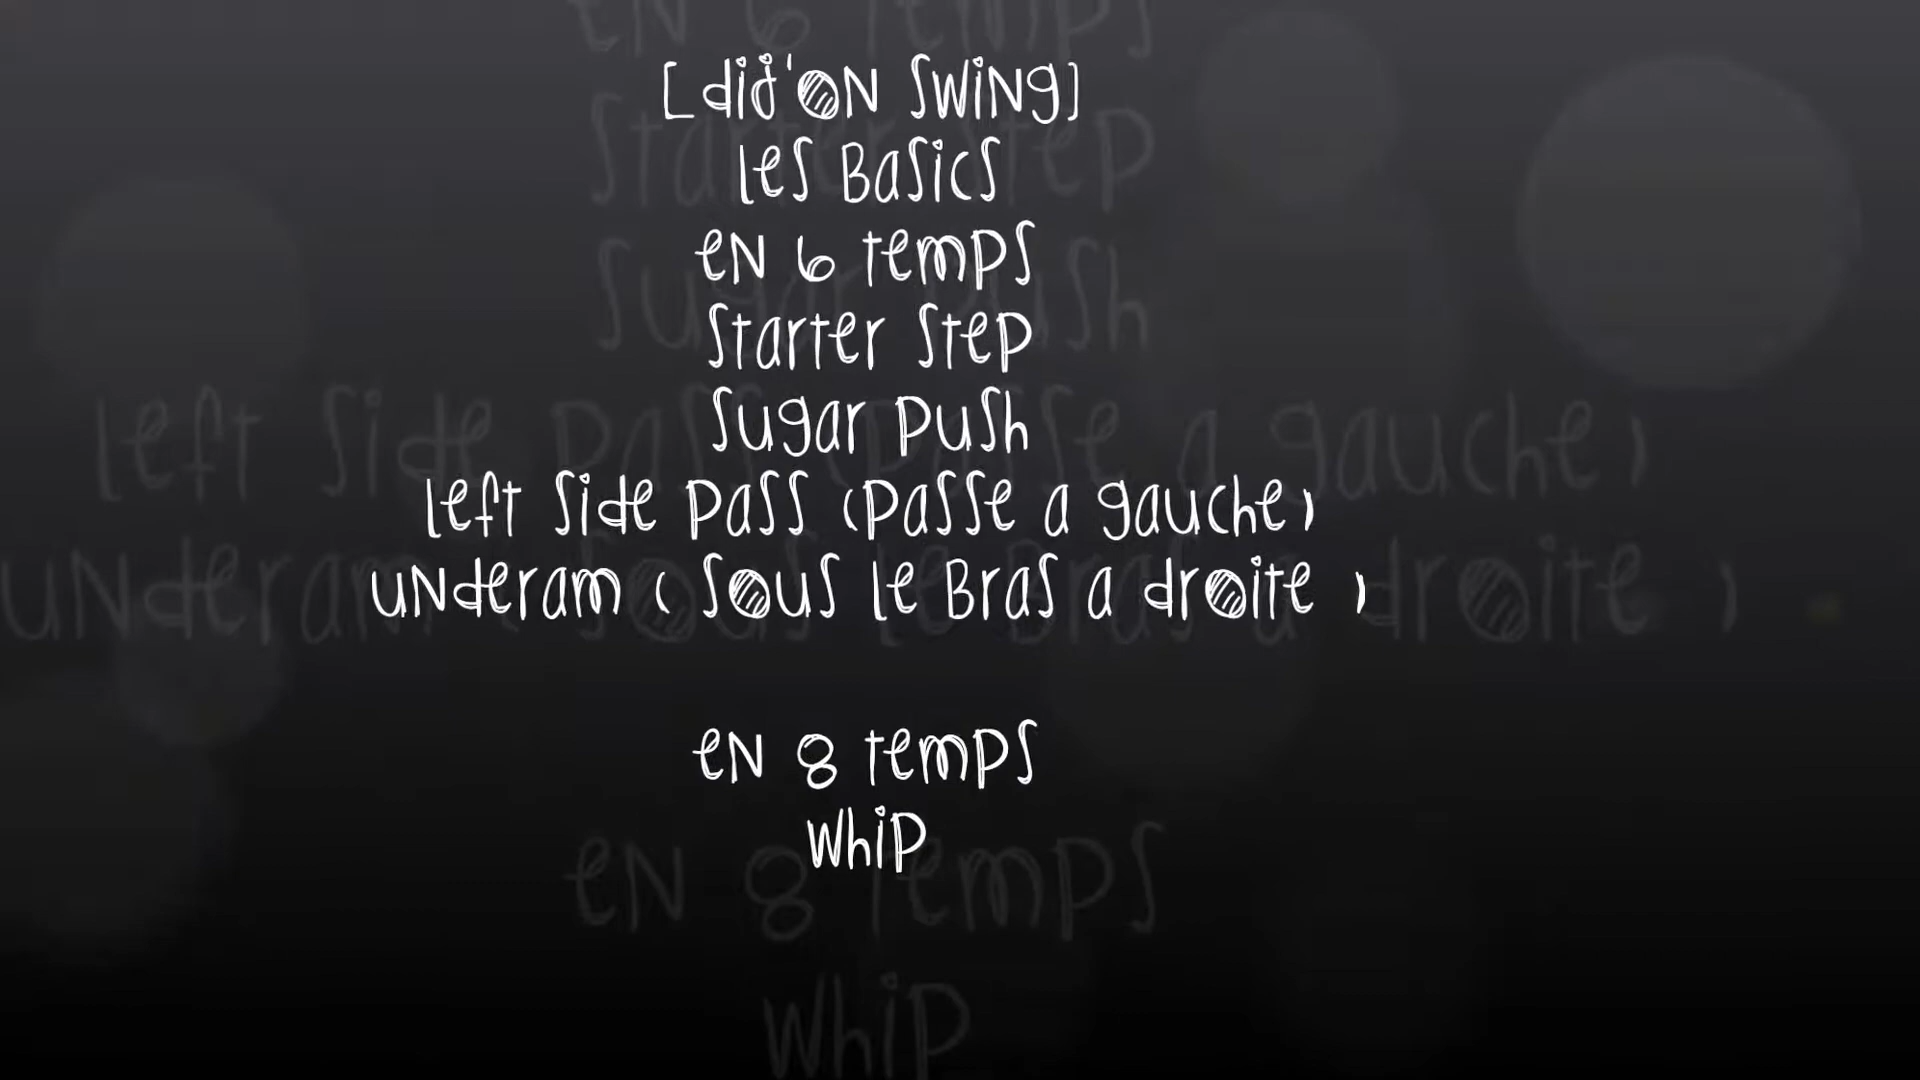 [did'on swing]
les Basics
en 6 temps
starter step
sugar push
left side pass (passe a gauche)
underam ( sous le Bras a droite )
en 8 temps
whip